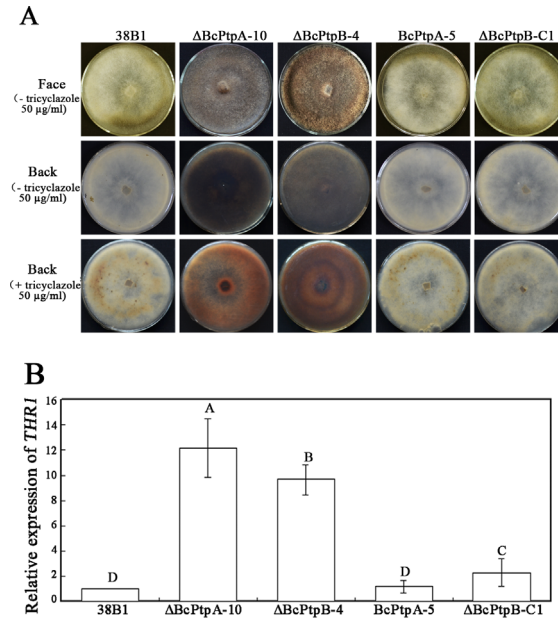 A
38B1 ΔBcPtpA-10 ΔBcPtpB-4 BcPtpA-5 ΔBcPtpB-C1
Face
(- tricyclazole
50 µg/ml)
Back
(- tricyclazole
50 µg/ml)
Back
(+ tricyclazole
50 µg/ml)
B
Relative expression of THR1
16
14
12
10
8
6
4
2
0
D
A
B
D
C
38B1 ΔBcPtpA-10 ΔBcPtpB-4 BcPtpA-5 ΔBcPtpB-C1